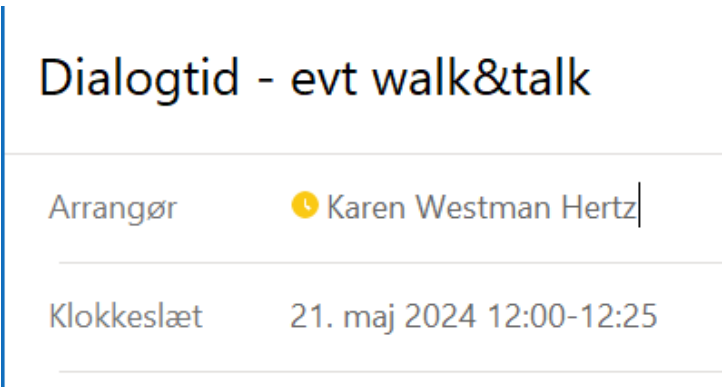 Dialogtid - evt walk&talk
Arrangør Karen Westman Hertz
Klokkeslæt 21. maj 2024 12:00-12:25